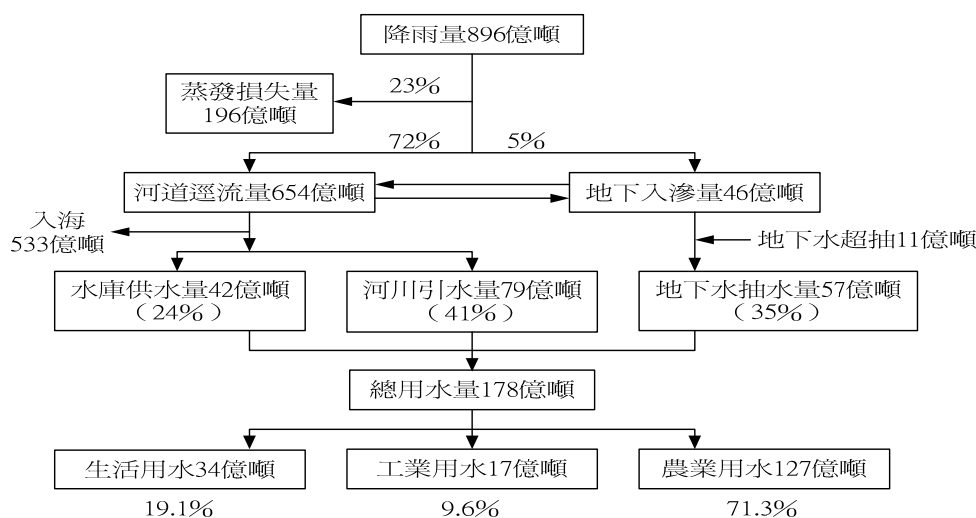 降雨量896億噸
23%
蒸發損失量
196億噸
72%
5%
河道逕流量654億噸
地下入滲量46億噸
入海
533億噸
地下水超抽11億噸
水庫供水量42億噸
（24%）
河川引水量79億噸
（41%）
地下水抽水量57億噸
（35%）
總用水量178億噸
生活用水34億噸
工業用水17億噸
農業用水127億噸
19.1%
9.6%
71.3%